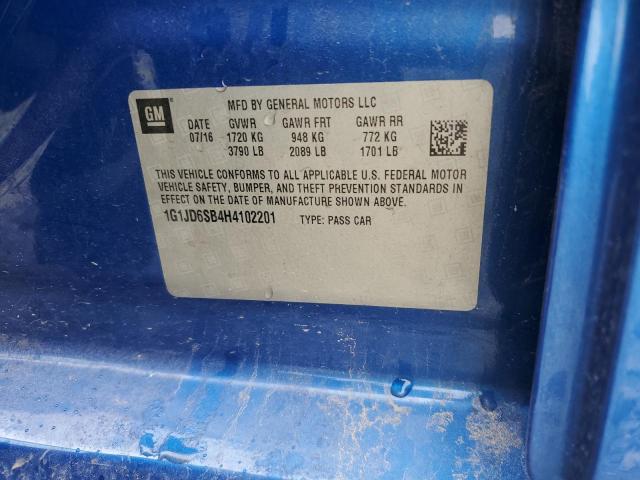 GM
MFD BY GENERAL MOTORS LLC
DATE GVWR GAWR FRT GAWR RR
07/16 1720 KG 948 KG 772 KG
3790 LB 2089 LB 1701 LB
THIS VEHICLE CONFORMS TO ALL APPLICABLE U.S. FEDERAL MOTOR
VEHICLE SAFETY, BUMPER, AND THEFT PREVENTION STANDARDS IN
EFFECT ON THE DATE OF MANUFACTURE SHOWN ABOVE.
1G1JD6SB4H4102201 TYPE: PASS CAR